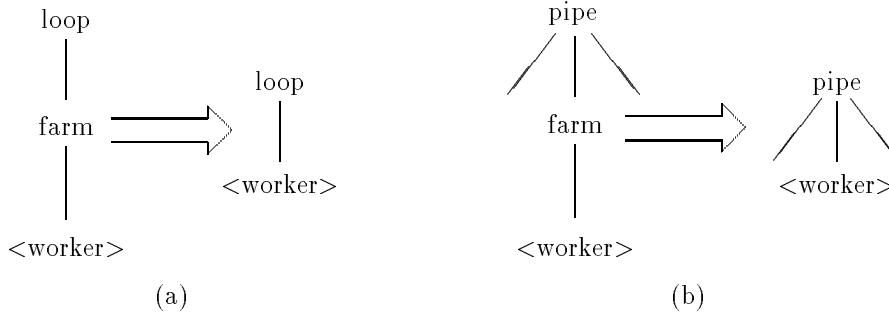 loop
farm
<worker>
loop
<worker>
(a)
pipe
farm
<worker>
pipe
<worker>
(b)